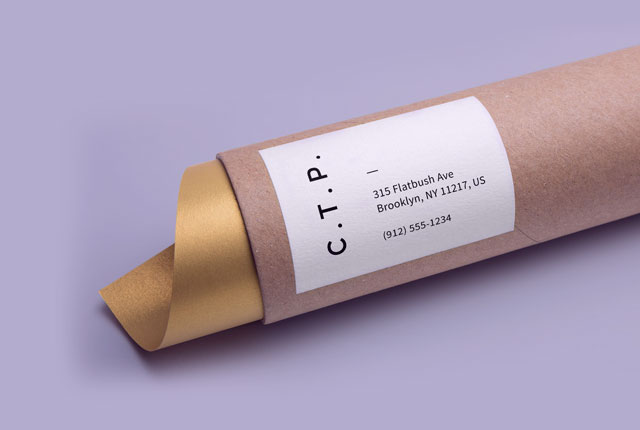 C.T.P.
—
315 Flatbush Ave
Brooklyn, NY 11217, US
(912) 555-1234